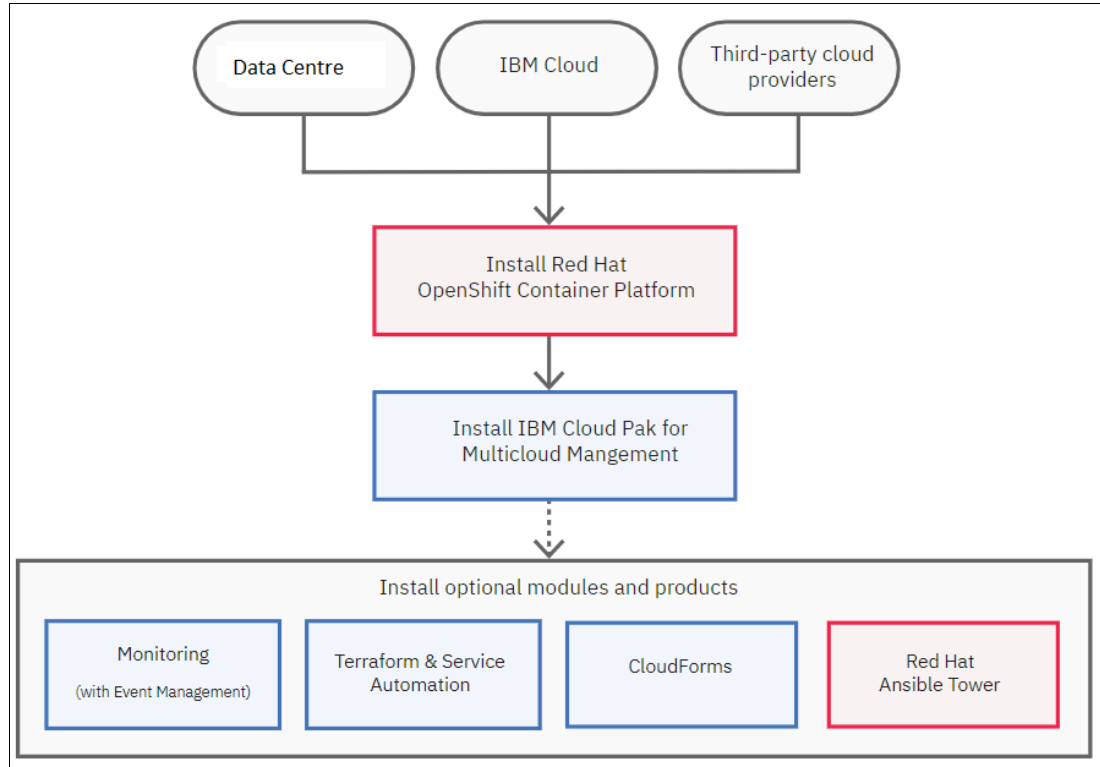 Data Centre
IBM Cloud
Third-party cloud
providers
Install Red Hat
OpenShift Container Platform
Install IBM Cloud Pak for
Multicloud Mangement
Install optional modules and products
Monitoring
(with Event Management)
Terraform & Service
Automation
CloudForms
Red Hat
Ansible Tower